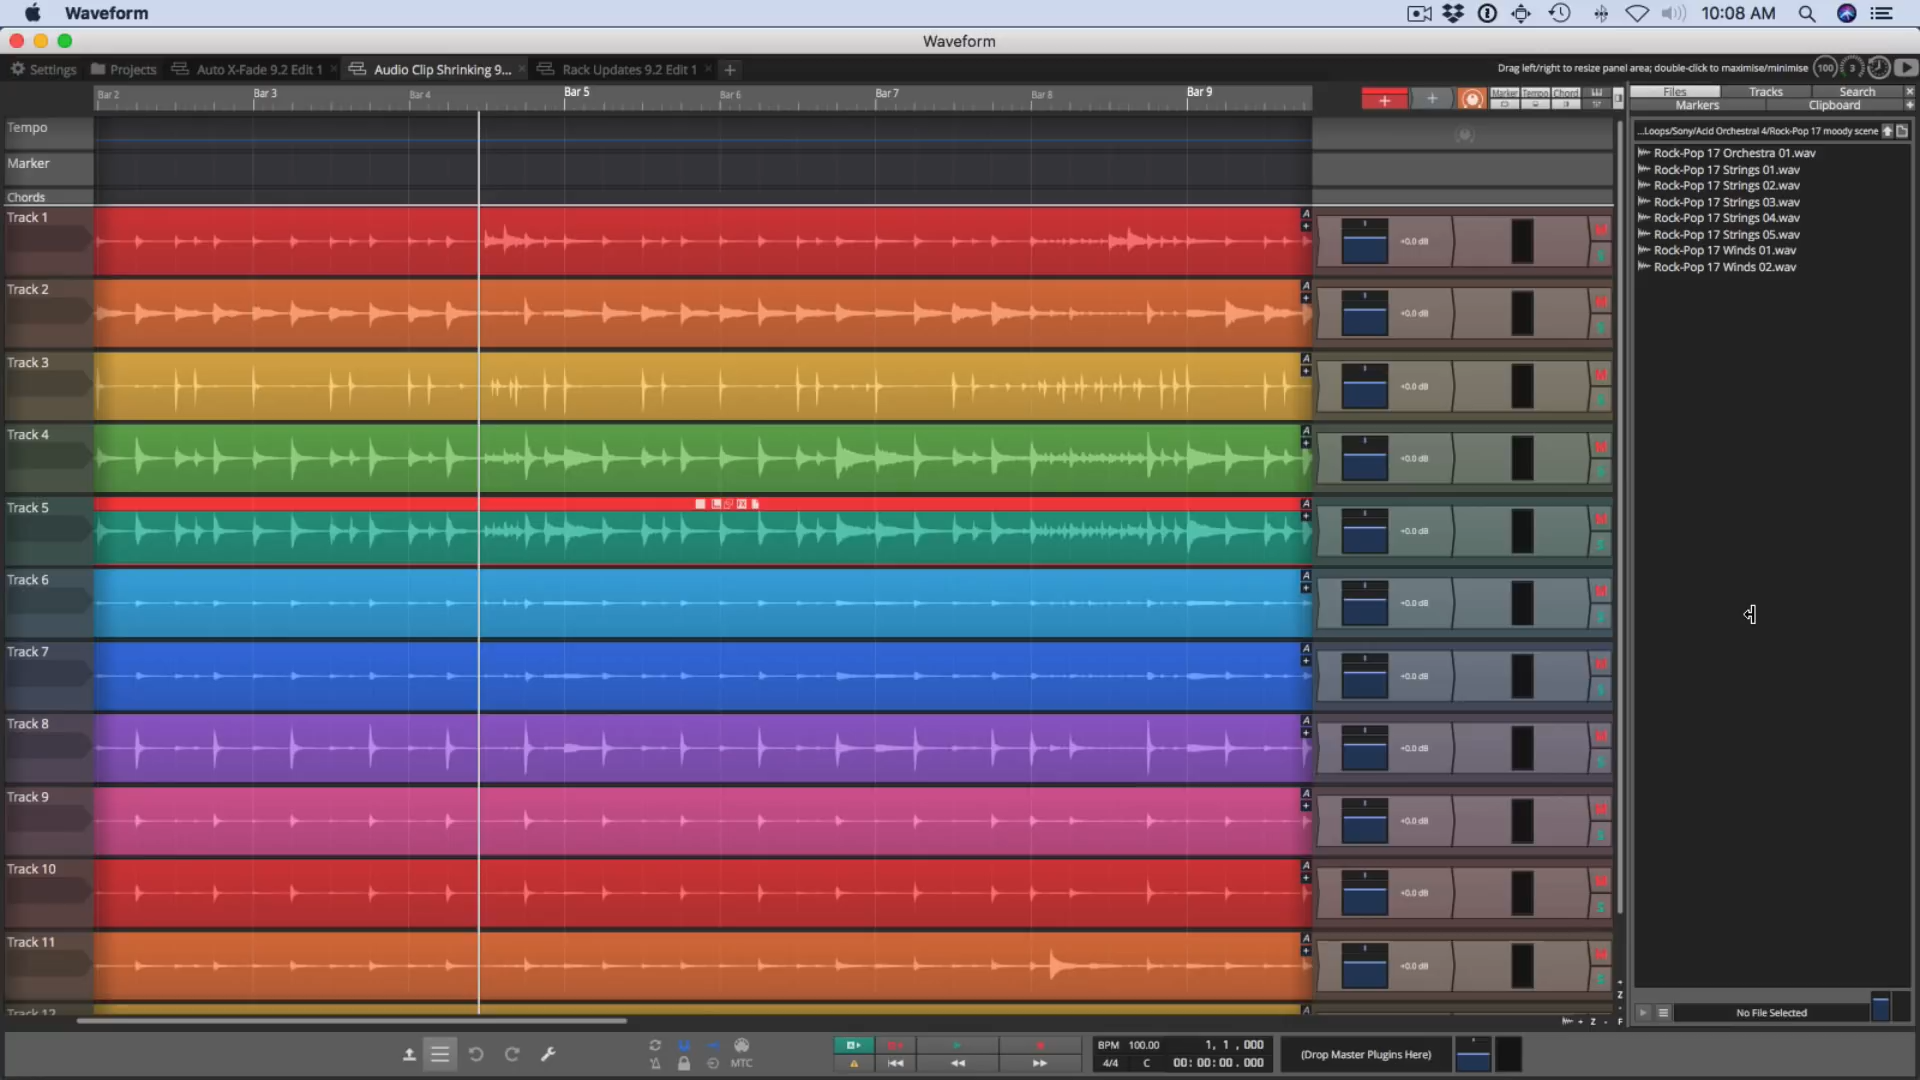 Waveform
10:08 AM
Waveform
Settings
Projects
Auto X-Fade 9.2 Edit 1
Audio Clip Shrinking 9...
Rack Updates 9.2 Edit 1
Drag left/right to resize panel area; double-click to maximise/minimise
100
3
Bar 2
Bar 3
Bar 4
Bar 5
Bar 6
Bar 7
Bar 8
Bar 9
Marker
Tempo
Chord
Files
Tracks
Search
Markers
Clipboard
...Loops/Sony/Acid Orchestral 4/Rock-Pop 17 moody scene
Rock-Pop 17 Orchestra 01.wav
Rock-Pop 17 Strings 01.wav
Rock-Pop 17 Strings 02.wav
Rock-Pop 17 Strings 03.wav
Rock-Pop 17 Strings 04.wav
Rock-Pop 17 Strings 05.wav
Rock-Pop 17 Winds 01.wav
Rock-Pop 17 Winds 02.wav
Tempo
Marker
Chords
Track 1
A
+0.0 dB
M
S
Track 2
A
+0.0 dB
M
S
Track 3
A
+0.0 dB
M
S
Track 4
A
+0.0 dB
M
S
Track 5
A
+0.0 dB
M
S
Track 6
A
+0.0 dB
M
S
Track 7
A
+0.0 dB
M
S
Track 8
A
+0.0 dB
M
S
Track 9
A
+0.0 dB
M
S
Track 10
A
+0.0 dB
M
S
Track 11
A
+0.0 dB
M
S
Track 12
A
Z
+ Z - F
No File Selected
MTC
BPM 100.00
1, 1 , 000
4/4 C 00: 00: 00. 000
(Drop Master Plugins Here)